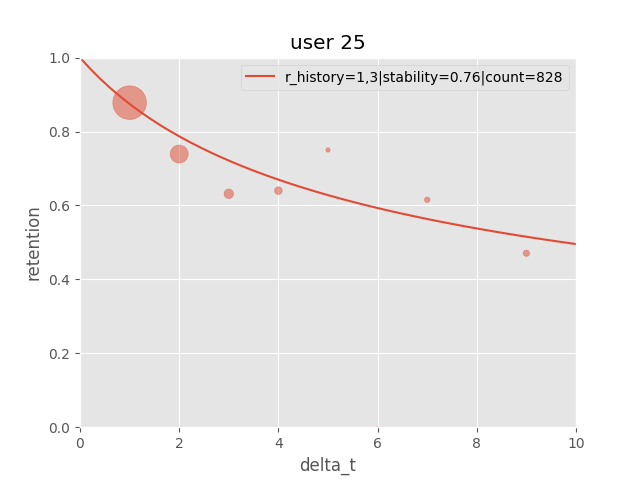 user 25
r_history=1,3|stability=0.76|count=828
1.0
0.8
0.6
0.4
0.2
0.0
retention
0 2 4 6 8 10
delta_t